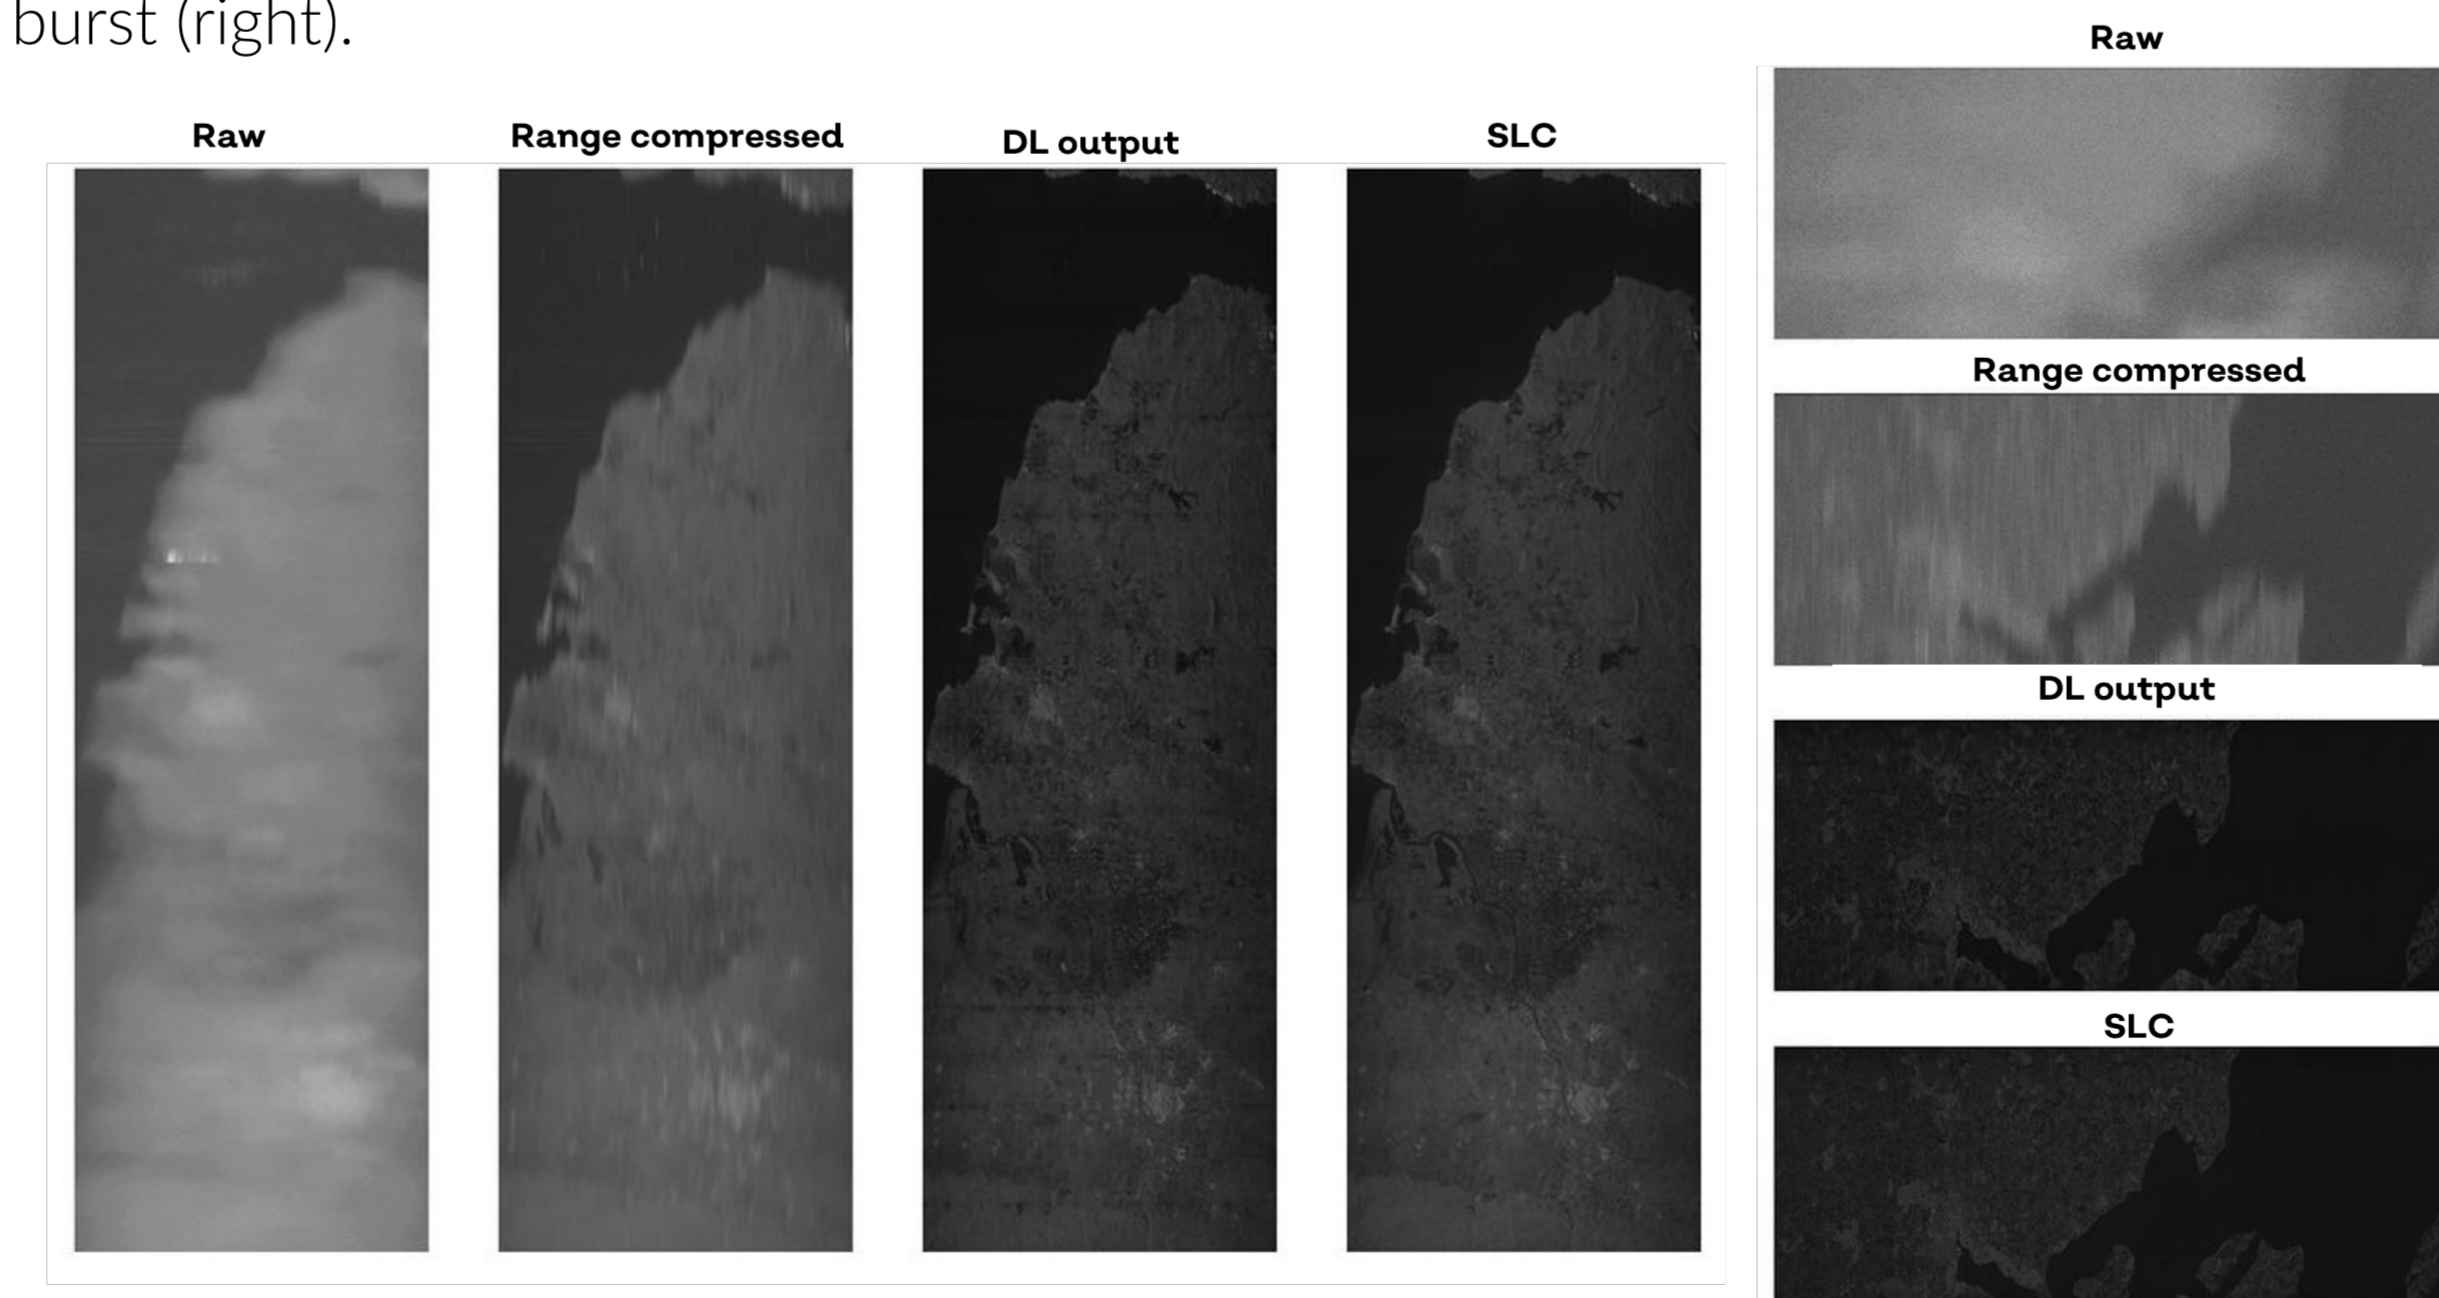 burst (right).
Raw
Range compressed
DL output
SLC
Raw
Range compressed
DL output
SLC